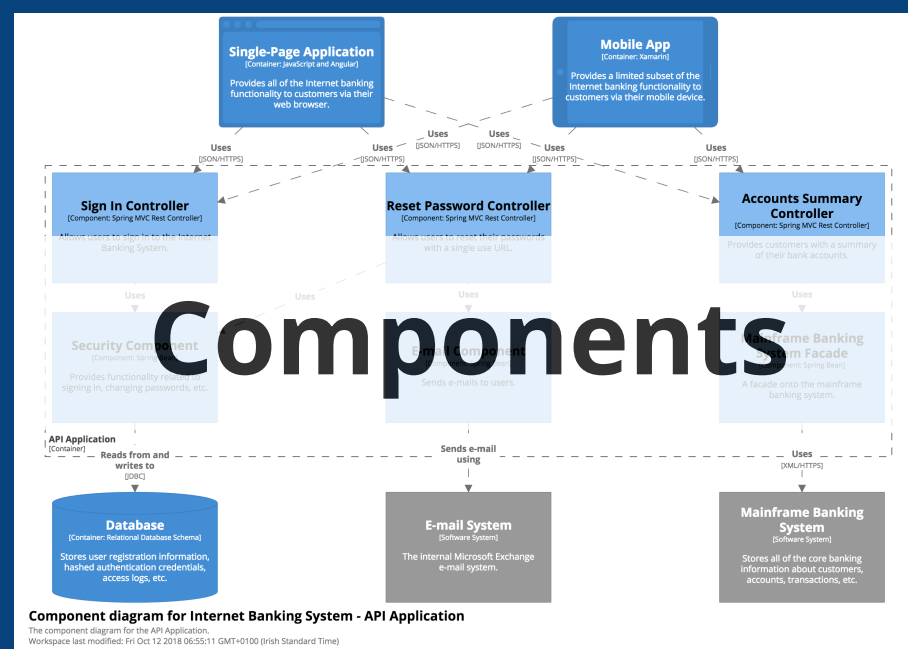 Single-Page Application
[Container: JavaScript and Angular]
Provides all of the Internet banking
functionality to customers via their
web browser.
Mobile App
[Container: Xamarin]
Provides a limited subset of the
Internet banking functionality to
customers via their mobile device.
Uses
[JSON/HTTPS]
Uses
[JSON/HTTPS]
Uses
[JSON/HTTPS]
Uses
[JSON/HTTPS]
[JSON/HTTPS]
Uses
[JSON/HTTPS]
Sign In Controller
[Component: Spring MVC Rest Controller]
Allows users to sign in to the Internet
Banking System.
Reset Password Controller
[Component: Spring MVC Rest Controller]
Allows users to reset their passwords
with a single use URL.
Accounts Summary
Controller
[Component: Spring MVC Rest Controller]
Provides customers with a summary
of their bank accounts.
Uses
Uses
Uses
Uses
Components
Security Component
[Component: Spring Bean]
Provides functionality related to
signing in, changing passwords, etc.
E-mail Component
[Component: Spring Bean]
Sends e-mails to users.
Mainframe Banking
System Facade
[Component: Spring Bean]
A facade onto the mainframe
banking system.
API Application
[Container]
Reads from and
writes to
[JDBC]
Sends e-mail
using
Uses
[XML/HTTPS]
Database
[Container: Relational Database Schema]
Stores user registration information,
hashed authentication credentials,
access logs, etc.
E-mail System
[Software System]
The internal Microsoft Exchange
e-mail system.
Mainframe Banking
System
[Software System]
Stores all of the core banking
information about customers,
accounts, transactions, etc.
Component diagram for Internet Banking System - API Application
The component diagram for the API Application.
Workspace last modified: Fri Oct 12 2018 06:55:11 GMT+0100 (Irish Standard Time)